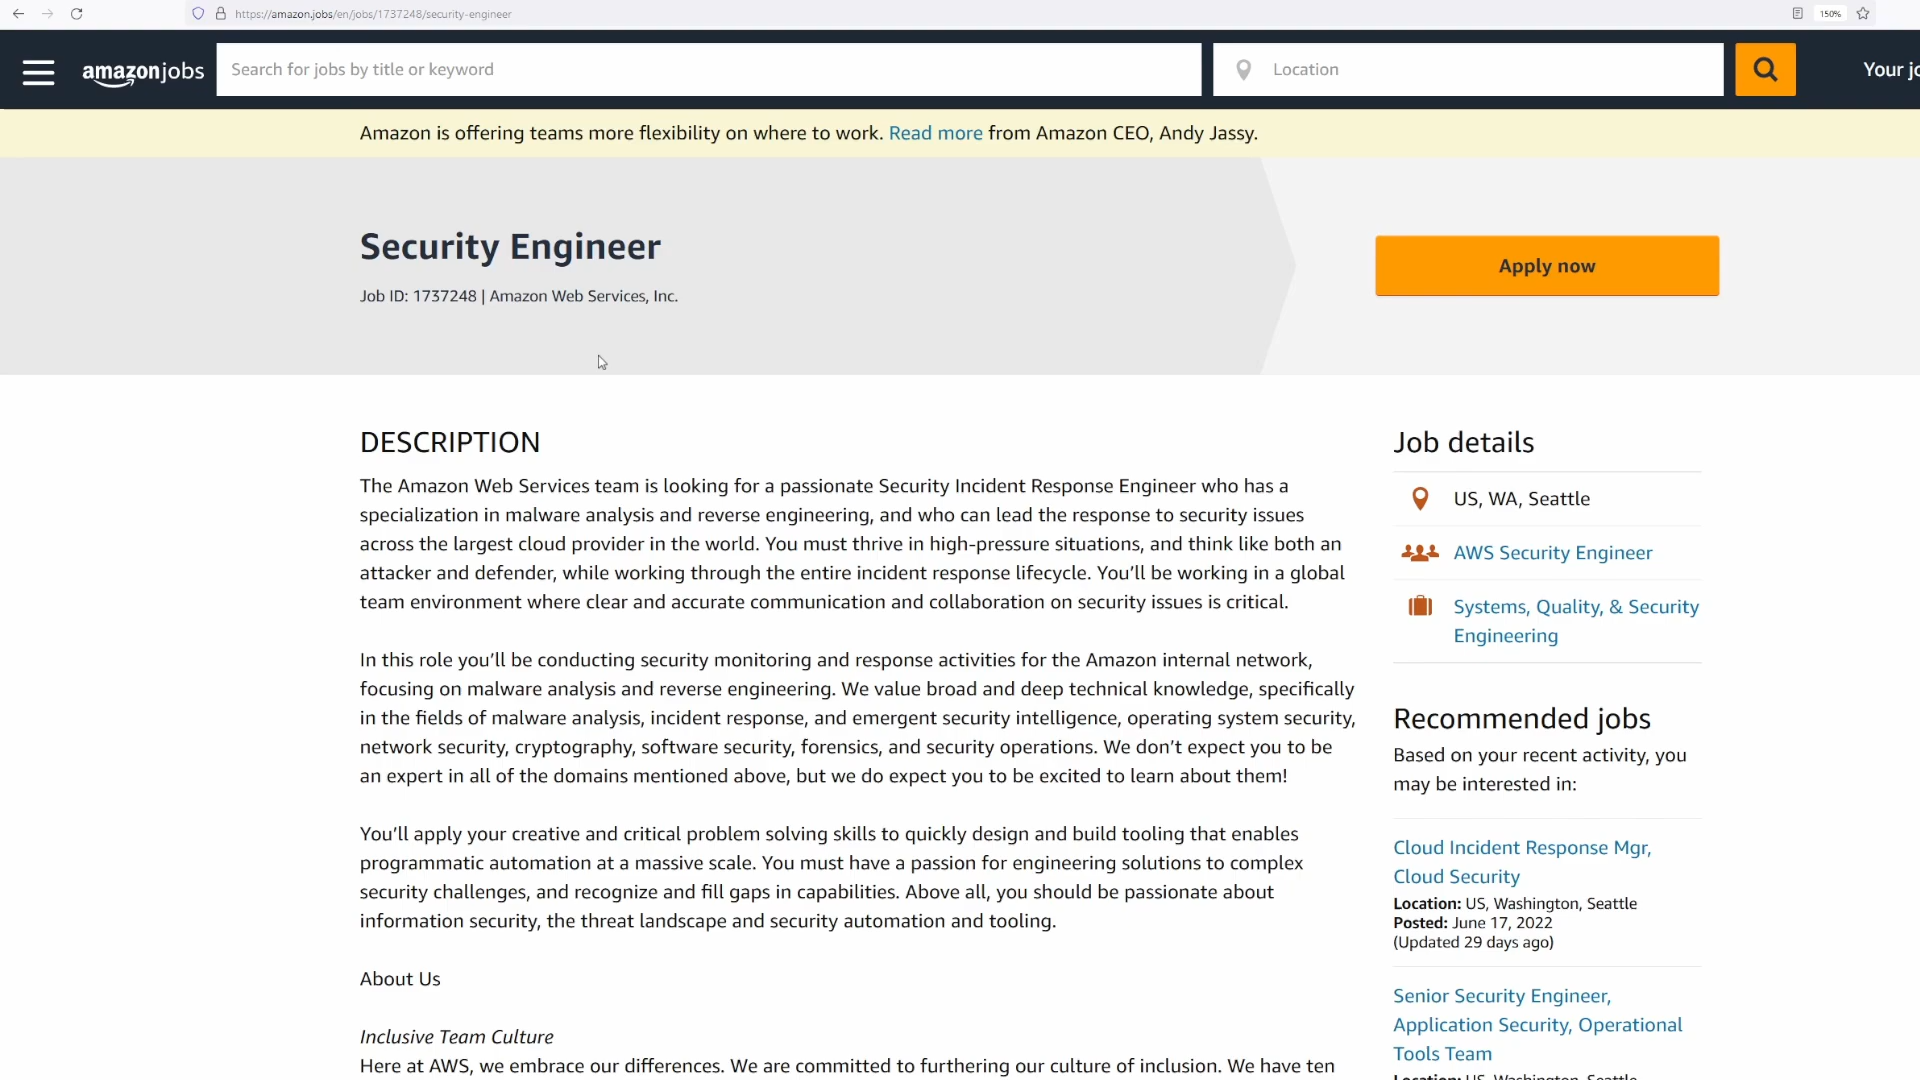 https://amazon.jobs/en/jobs/1737248/security-engineer
150%
amazonjobs
Search for jobs by title or keyword
Location
Your jo
Amazon is offering teams more flexibility on where to work. Read more from Amazon CEO, Andy Jassy.
Security Engineer
Job ID: 1737248 | Amazon Web Services, Inc.
Apply now
DESCRIPTION
The Amazon Web Services team is looking for a passionate Security Incident Response Engineer who has a
specialization in malware analysis and reverse engineering, and who can lead the response to security issues
across the largest cloud provider in the world. You must thrive in high-pressure situations, and think like both an
attacker and defender, while working through the entire incident response lifecycle. You’ll be working in a global
team environment where clear and accurate communication and collaboration on security issues is critical.
In this role you’ll be conducting security monitoring and response activities for the Amazon internal network,
focusing on malware analysis and reverse engineering. We value broad and deep technical knowledge, specifically
in the fields of malware analysis, incident response, and emergent security intelligence, operating system security,
network security, cryptography, software security, forensics, and security operations. We don’t expect you to be
an expert in all of the domains mentioned above, but we do expect you to be excited to learn about them!
You’ll apply your creative and critical problem solving skills to quickly design and build tooling that enables
programmatic automation at a massive scale. You must have a passion for engineering solutions to complex
security challenges, and recognize and fill gaps in capabilities. Above all, you should be passionate about
information security, the threat landscape and security automation and tooling.
About Us
Inclusive Team Culture
Here at AWS, we embrace our differences. We are committed to furthering our culture of inclusion. We have ten
Job details
US, WA, Seattle
AWS Security Engineer
Systems, Quality, & Security
Engineering
Recommended jobs
Based on your recent activity, you
may be interested in:
Cloud Incident Response Mgr,
Cloud Security
Location: US, Washington, Seattle
Posted: June 17, 2022
(Updated 29 days ago)
Senior Security Engineer,
Application Security, Operational
Tools Team
Location: US, Washington, Seattle